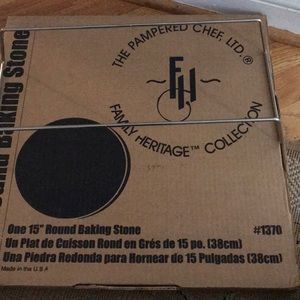 THE PAMPERED CHEF, LTD.®
FH
FAMILY HERITAGE™ COLLECTION
Baking Stone
One 15" Round Baking Stone #1370
Un Plat de Cuisson Rond en Grés de 15 po. (38cm)
Una Piedra Redonda para Hornear de 15 Pulgadas (38cm)
Made in the U.S.A